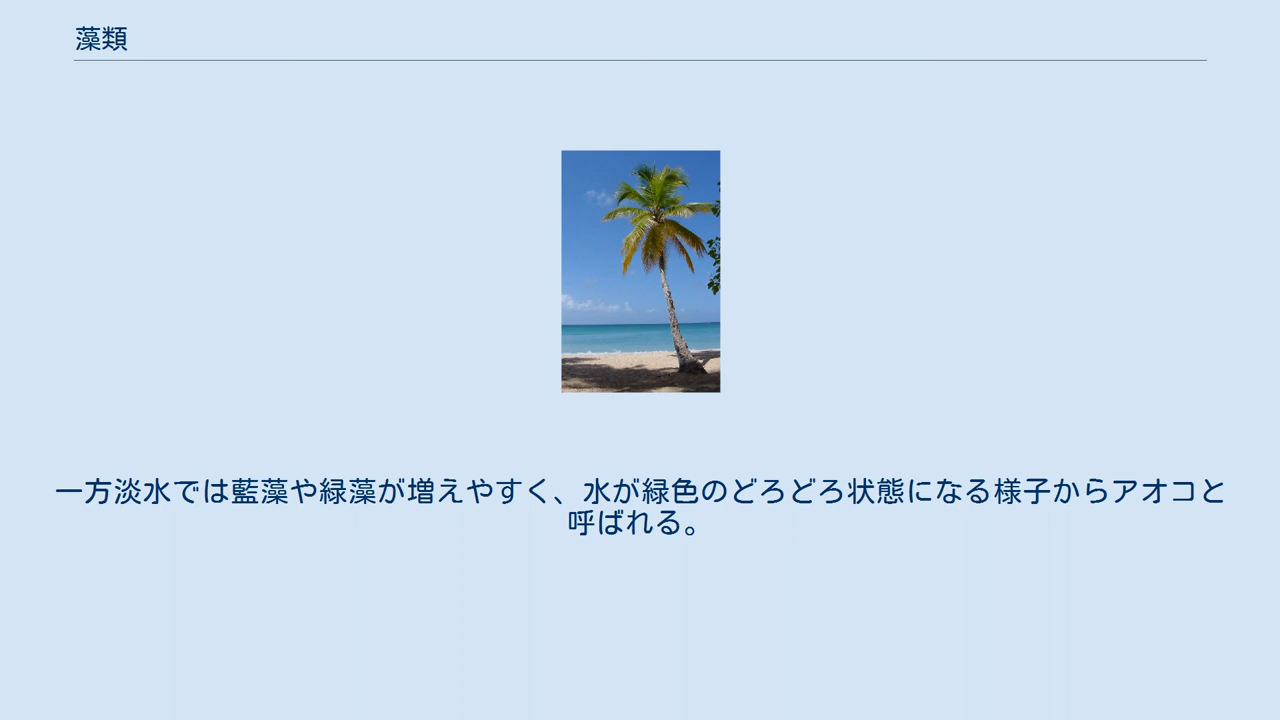 藻類
一方淡水では藍藻や緑藻が増えやすく、水が緑色のどろどろ状態になる様子からアオコと
呼ばれる。